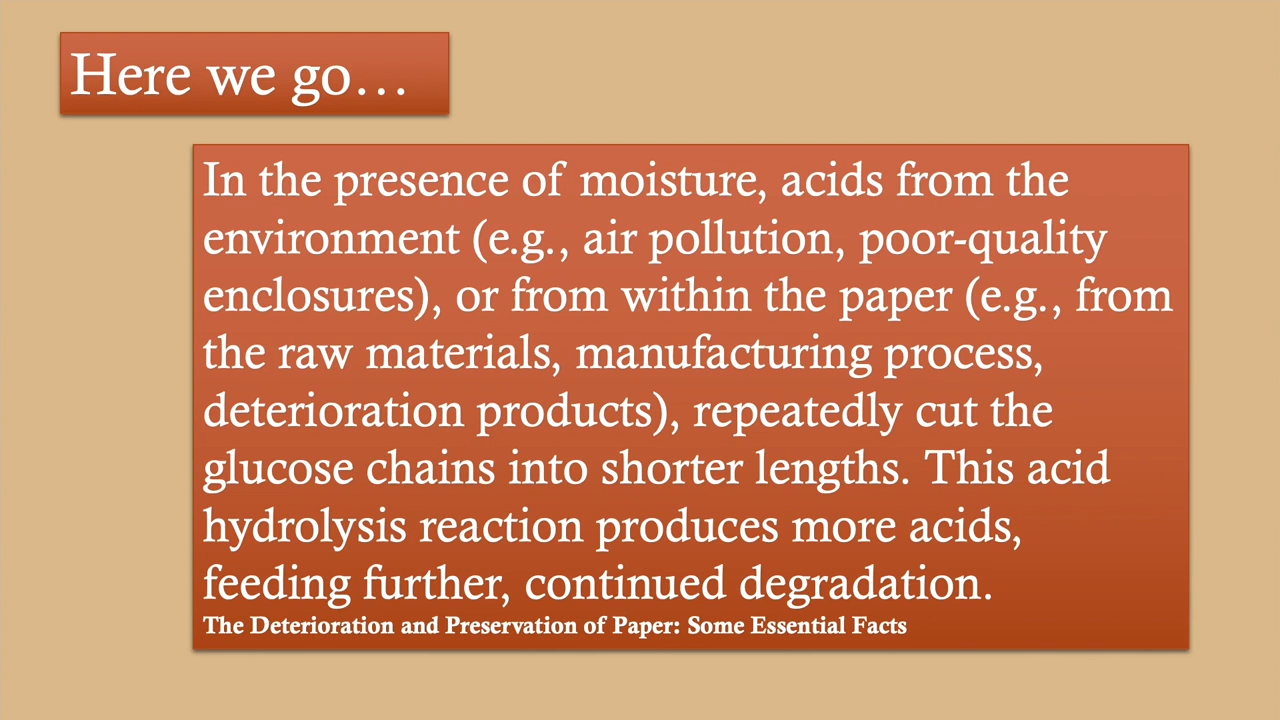 Here we go…
In the presence of moisture, acids from the
environment (e.g., air pollution, poor-quality
enclosures), or from within the paper (e.g., from
the raw materials, manufacturing process,
deterioration products), repeatedly cut the
glucose chains into shorter lengths. This acid
hydrolysis reaction produces more acids,
feeding further, continued degradation.
The Deterioration and Preservation of Paper: Some Essential Facts